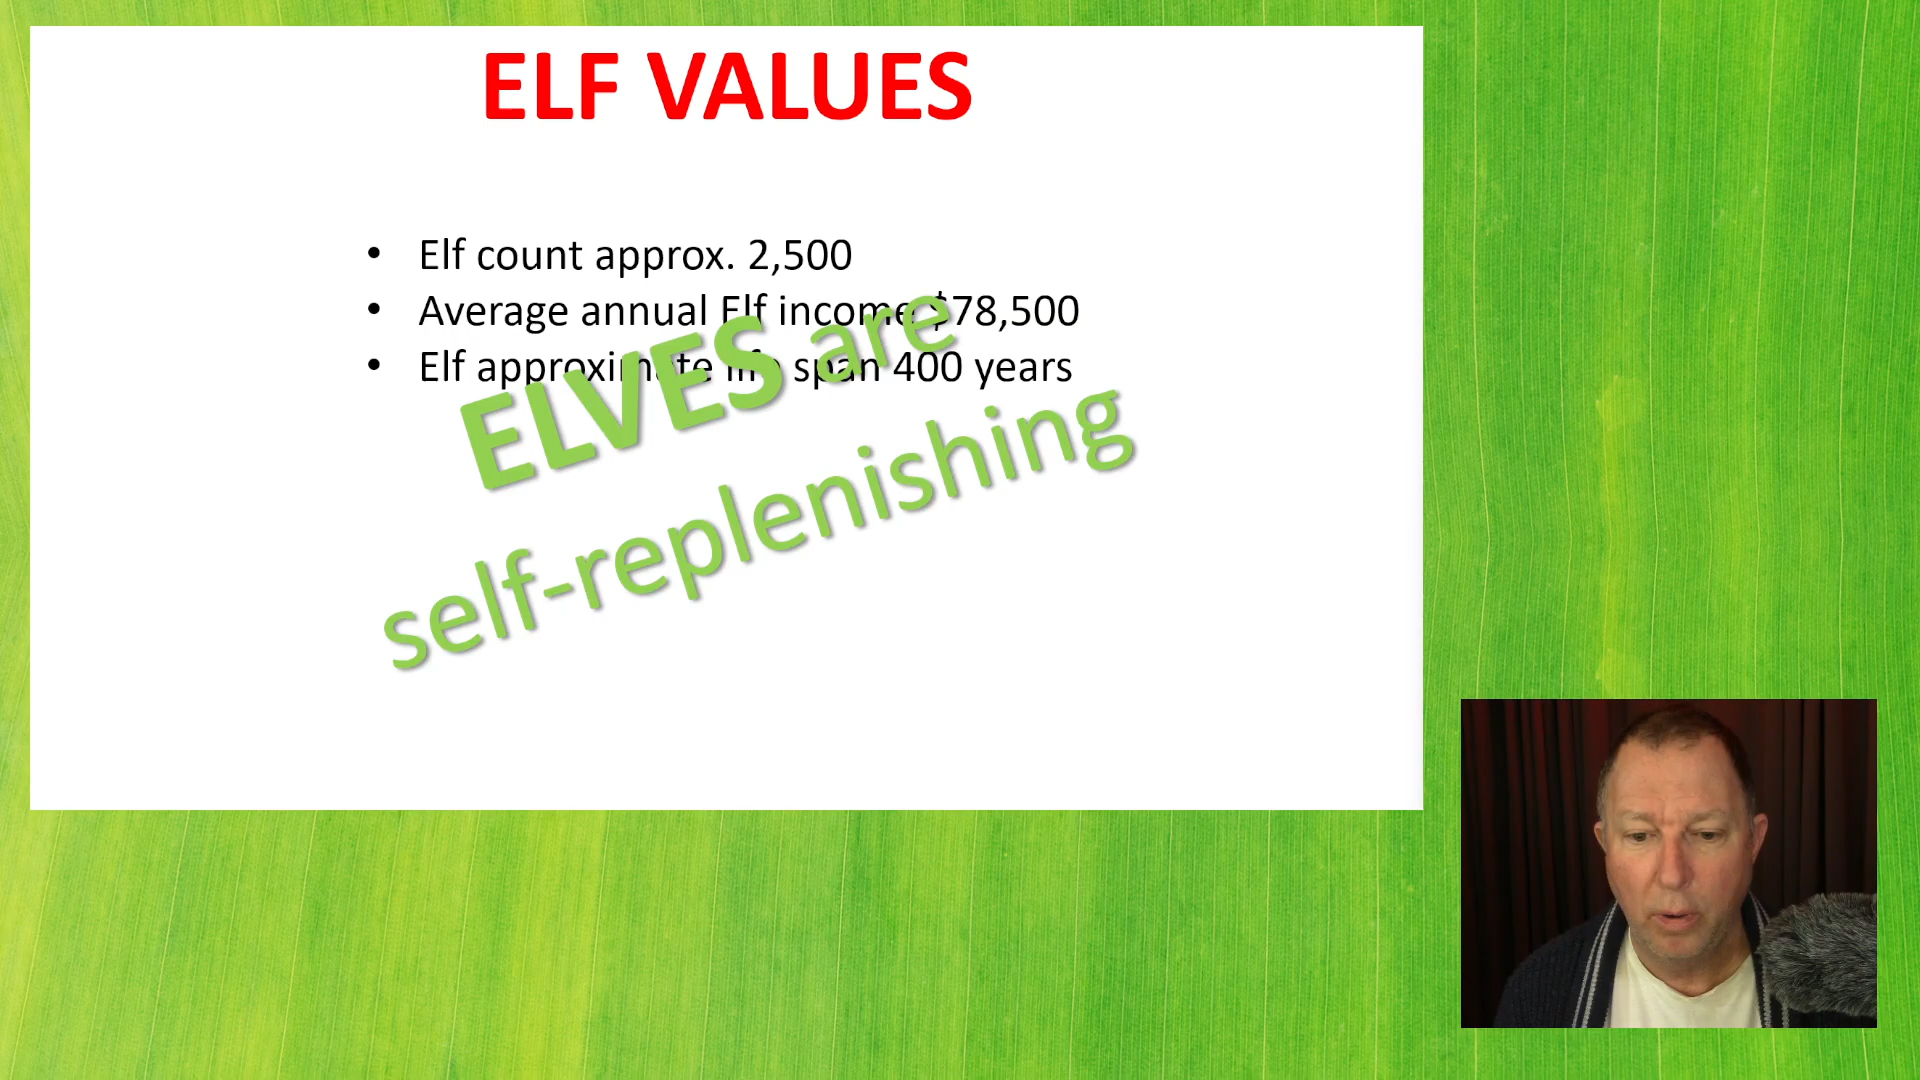 ELF VALUES
• Elf count approx. 2,500
• Average annual Elf income $78,500
• Elf approximate life span 400 years
ELVES are
self-replenishing